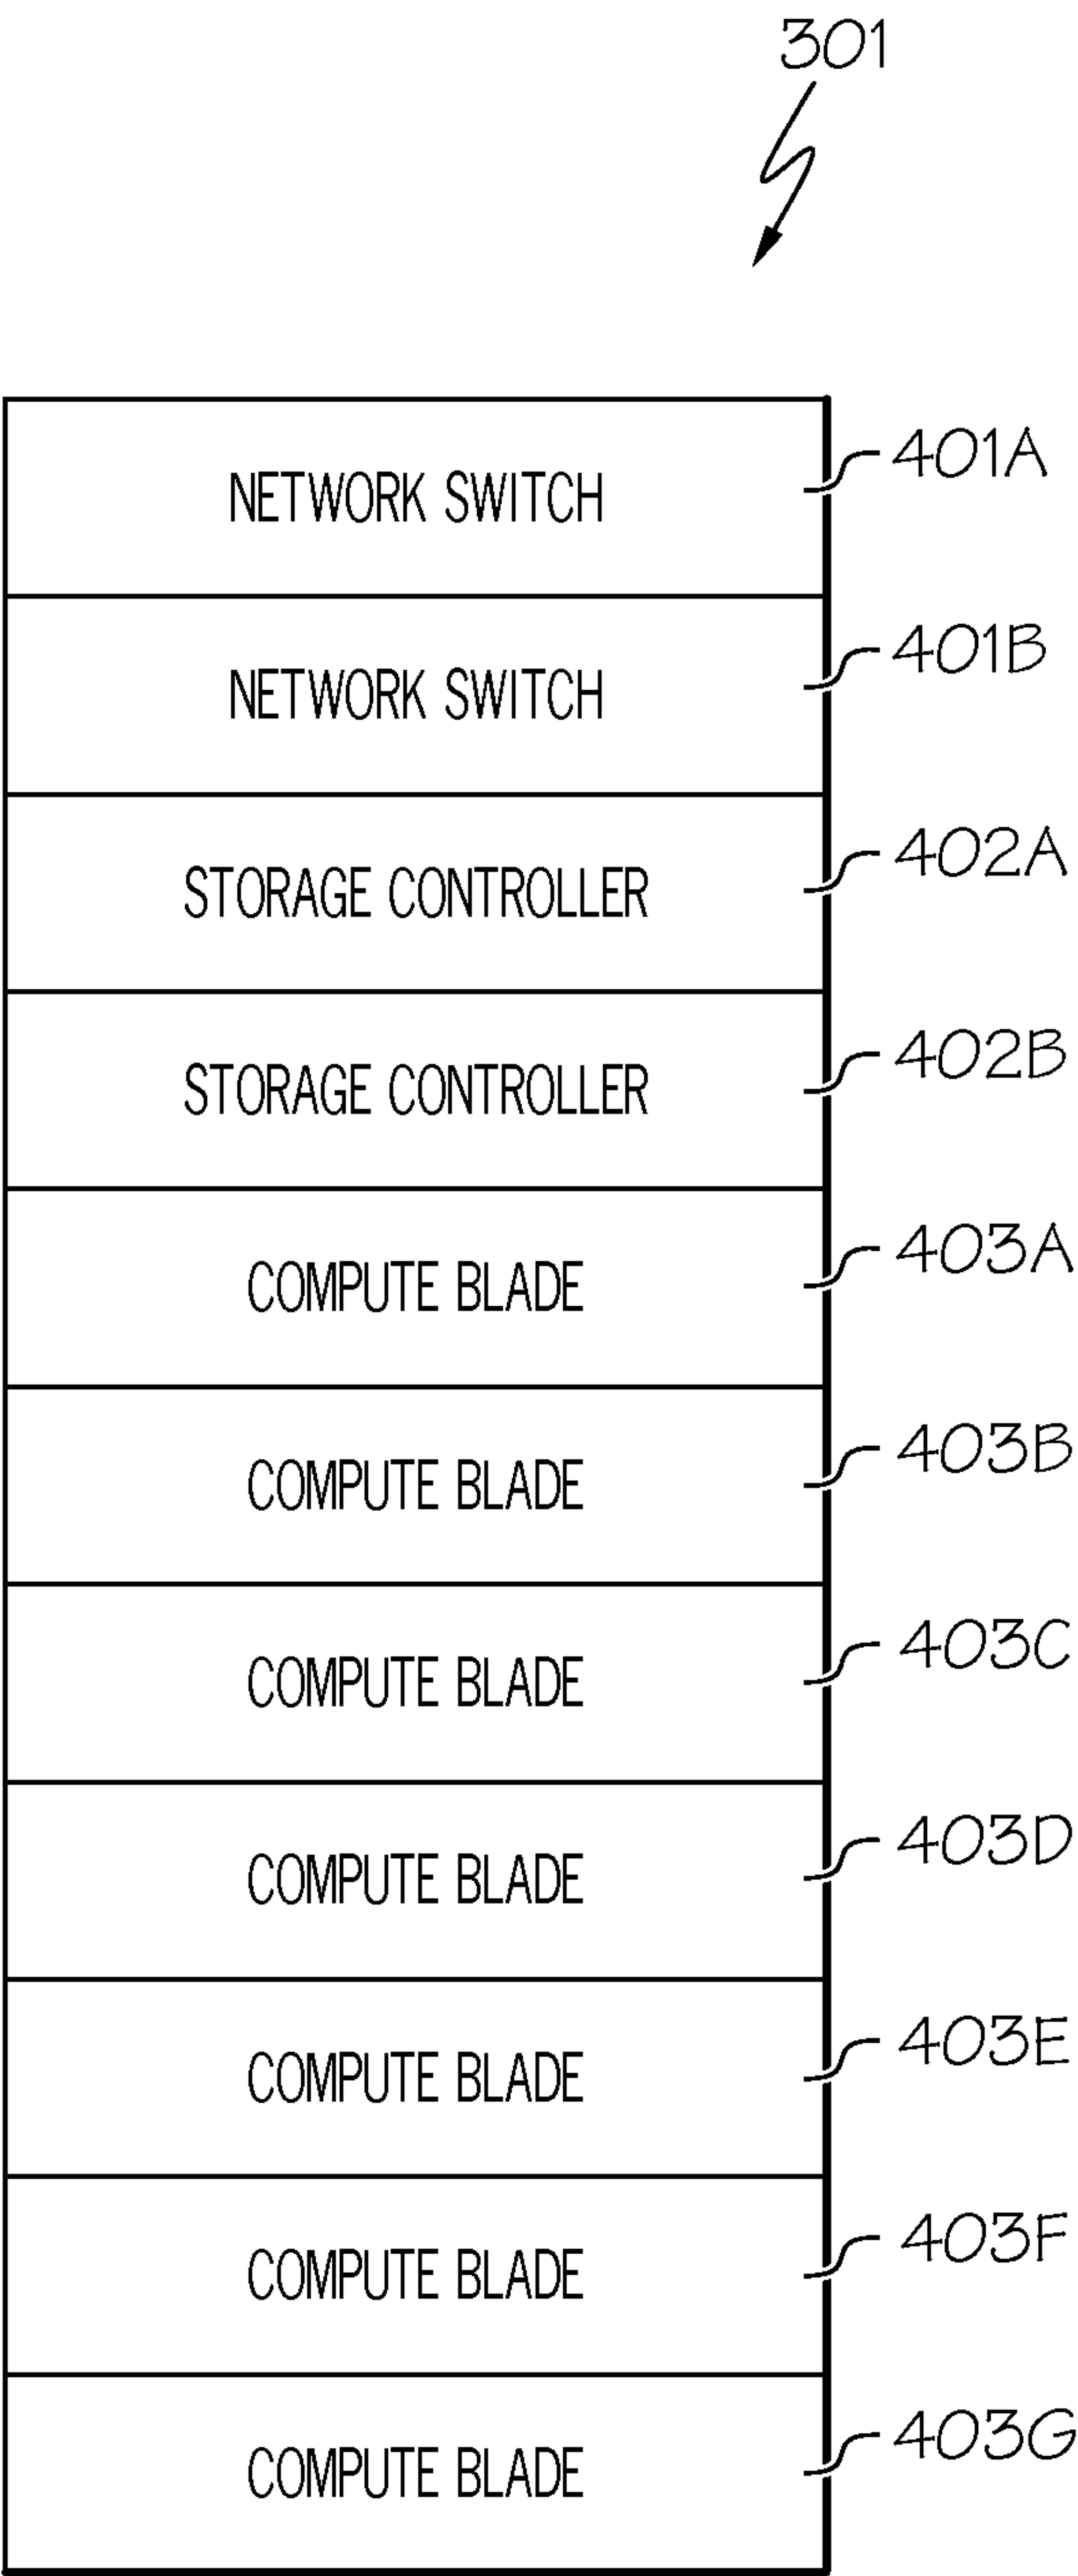 301
NETWORK SWITCH 401A
NETWORK SWITCH 401B
STORAGE CONTROLLER 402A
STORAGE CONTROLLER 402B
COMPUTE BLADE 403A
COMPUTE BLADE 403B
COMPUTE BLADE 403C
COMPUTE BLADE 403D
COMPUTE BLADE 403E
COMPUTE BLADE 403F
COMPUTE BLADE 403G